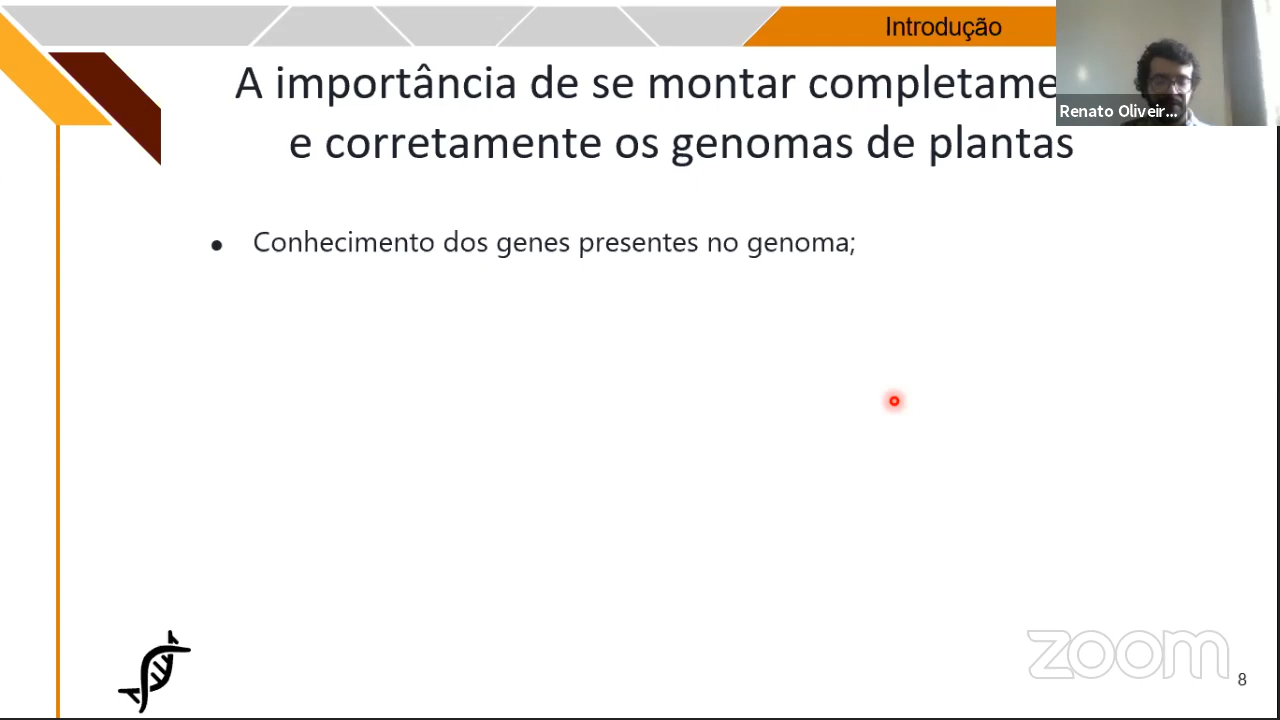 Introdução
A importância de se montar completame
e corretamente os genomas de plantas
Renato Oliveir...
● Conhecimento dos genes presentes no genoma;
zoom
8